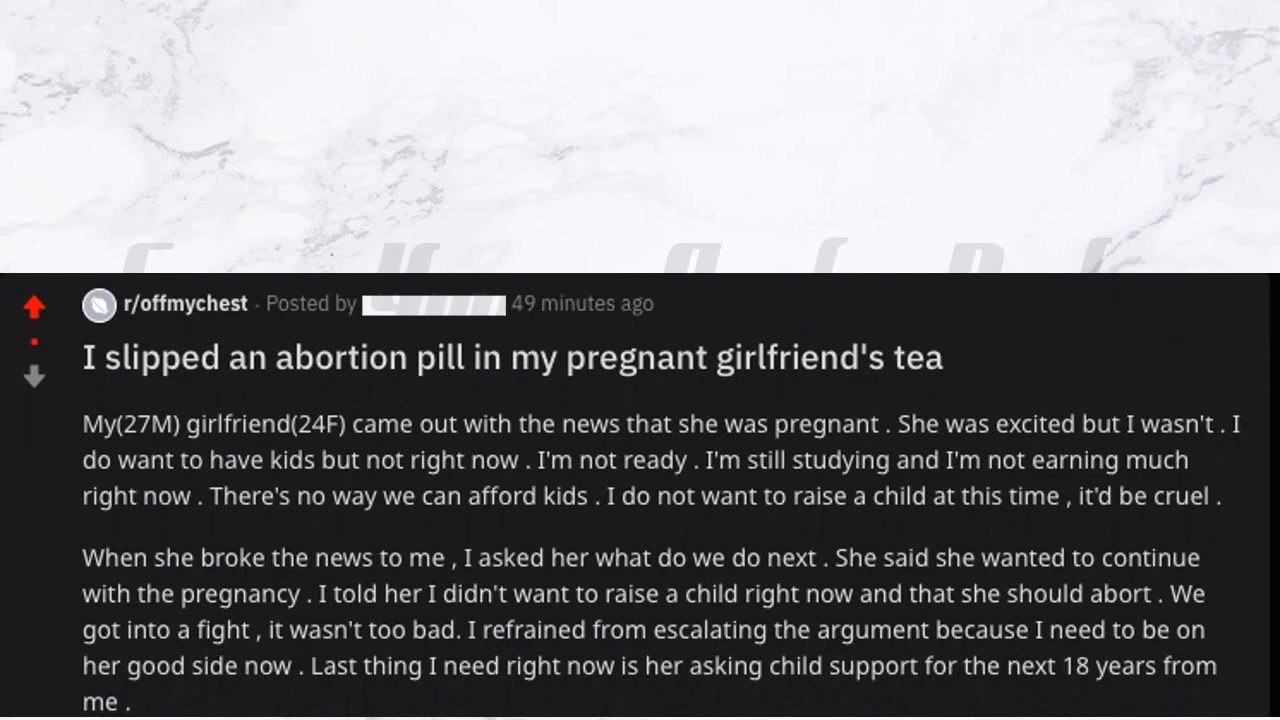 r/offmychest · Posted by 49 minutes ago
I slipped an abortion pill in my pregnant girlfriend's tea
My(27M) girlfriend(24F) came out with the news that she was pregnant . She was excited but I wasn't . I
do want to have kids but not right now . I'm not ready . I'm still studying and I'm not earning much
right now . There's no way we can afford kids . I do not want to raise a child at this time , it'd be cruel .
When she broke the news to me , I asked her what do we do next . She said she wanted to continue
with the pregnancy . I told her I didn't want to raise a child right now and that she should abort . We
got into a fight , it wasn't too bad. I refrained from escalating the argument because I need to be on
her good side now . Last thing I need right now is her asking child support for the next 18 years from
me .